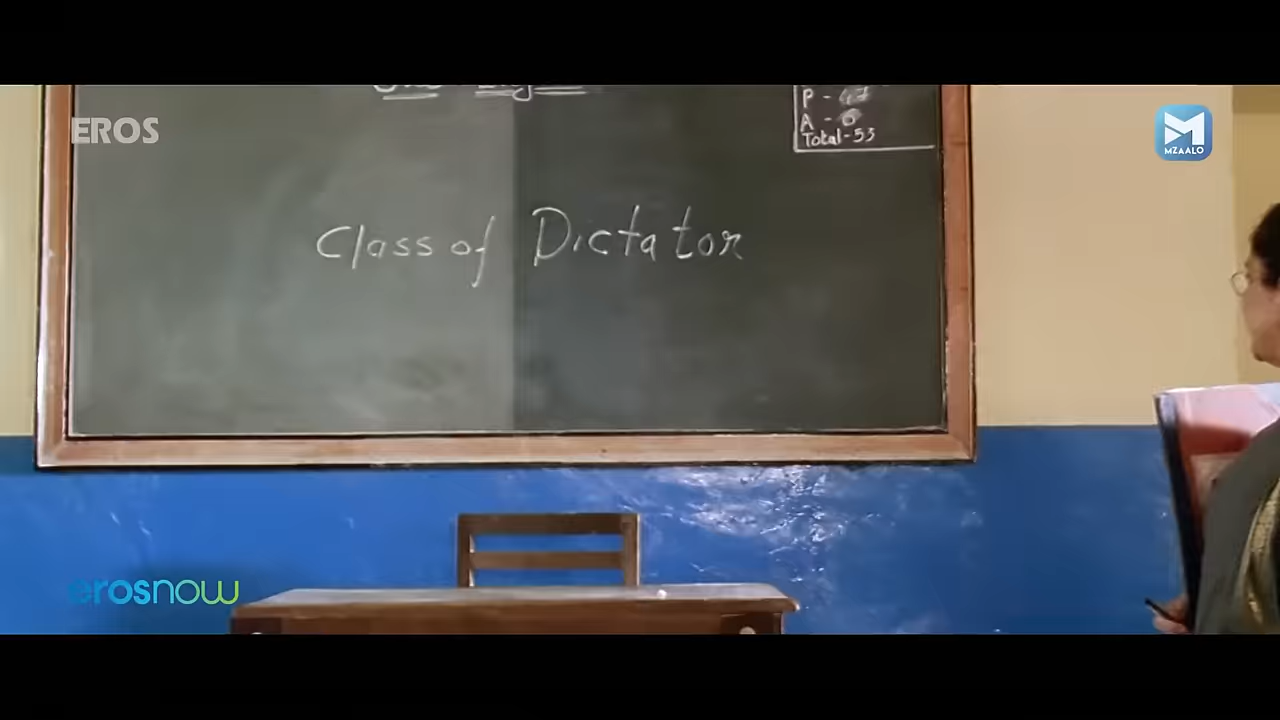 EROS
MZAALO
P -
A -
Total-53
Class of Dictator
erosnow